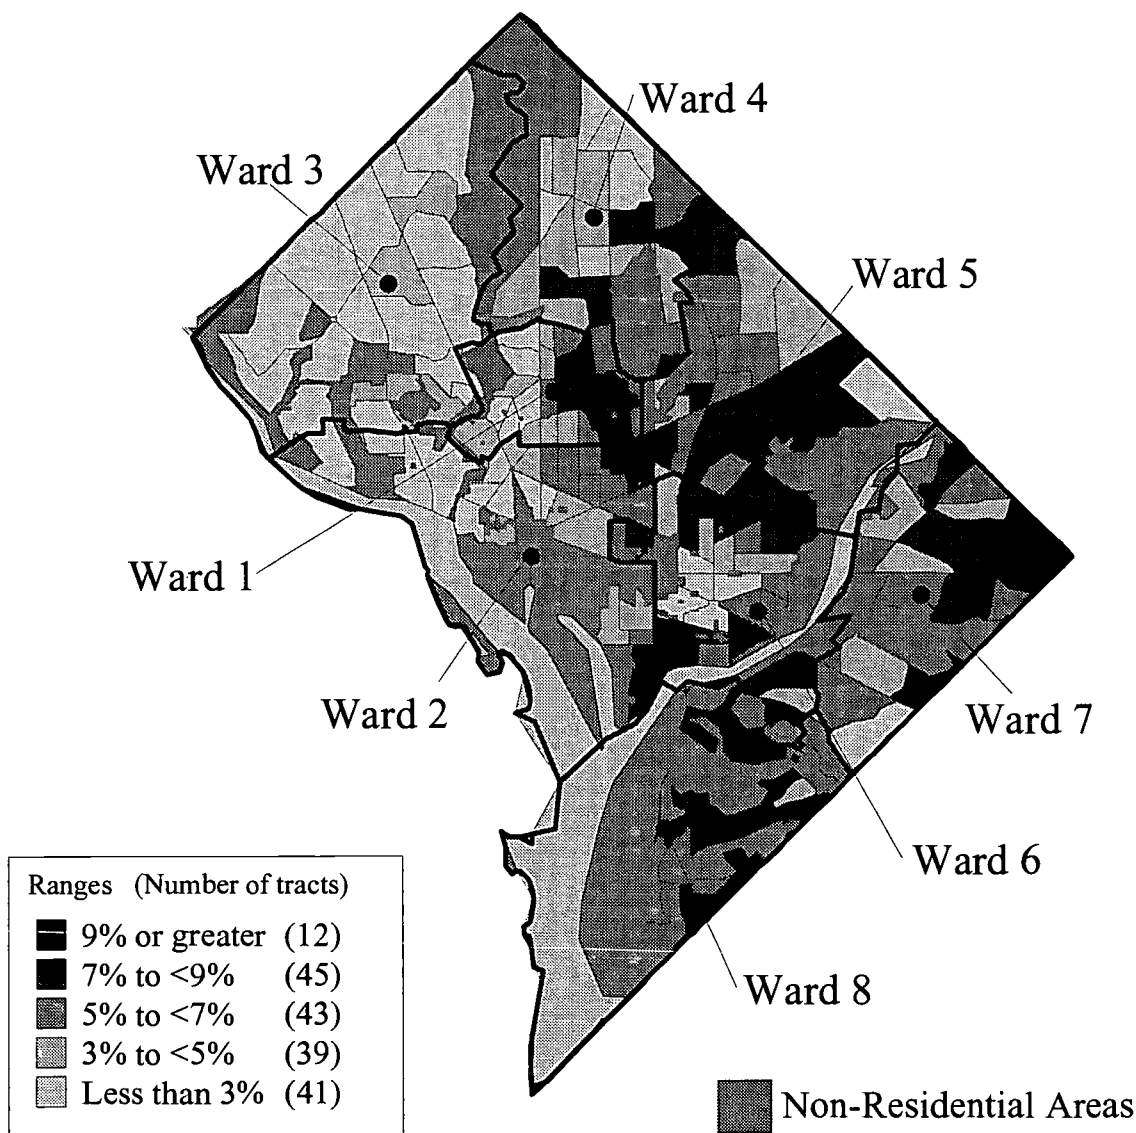 Ward 4
Ward 3
Ward 5
Ward 1
Ward 2
Ward 7
Ward 6
Ward 8
Ranges (Number of tracts)
9% or greater (12)
7% to <9% (45)
5% to <7% (43)
3% to <5% (39)
Less than 3% (41)
Non-Residential Areas